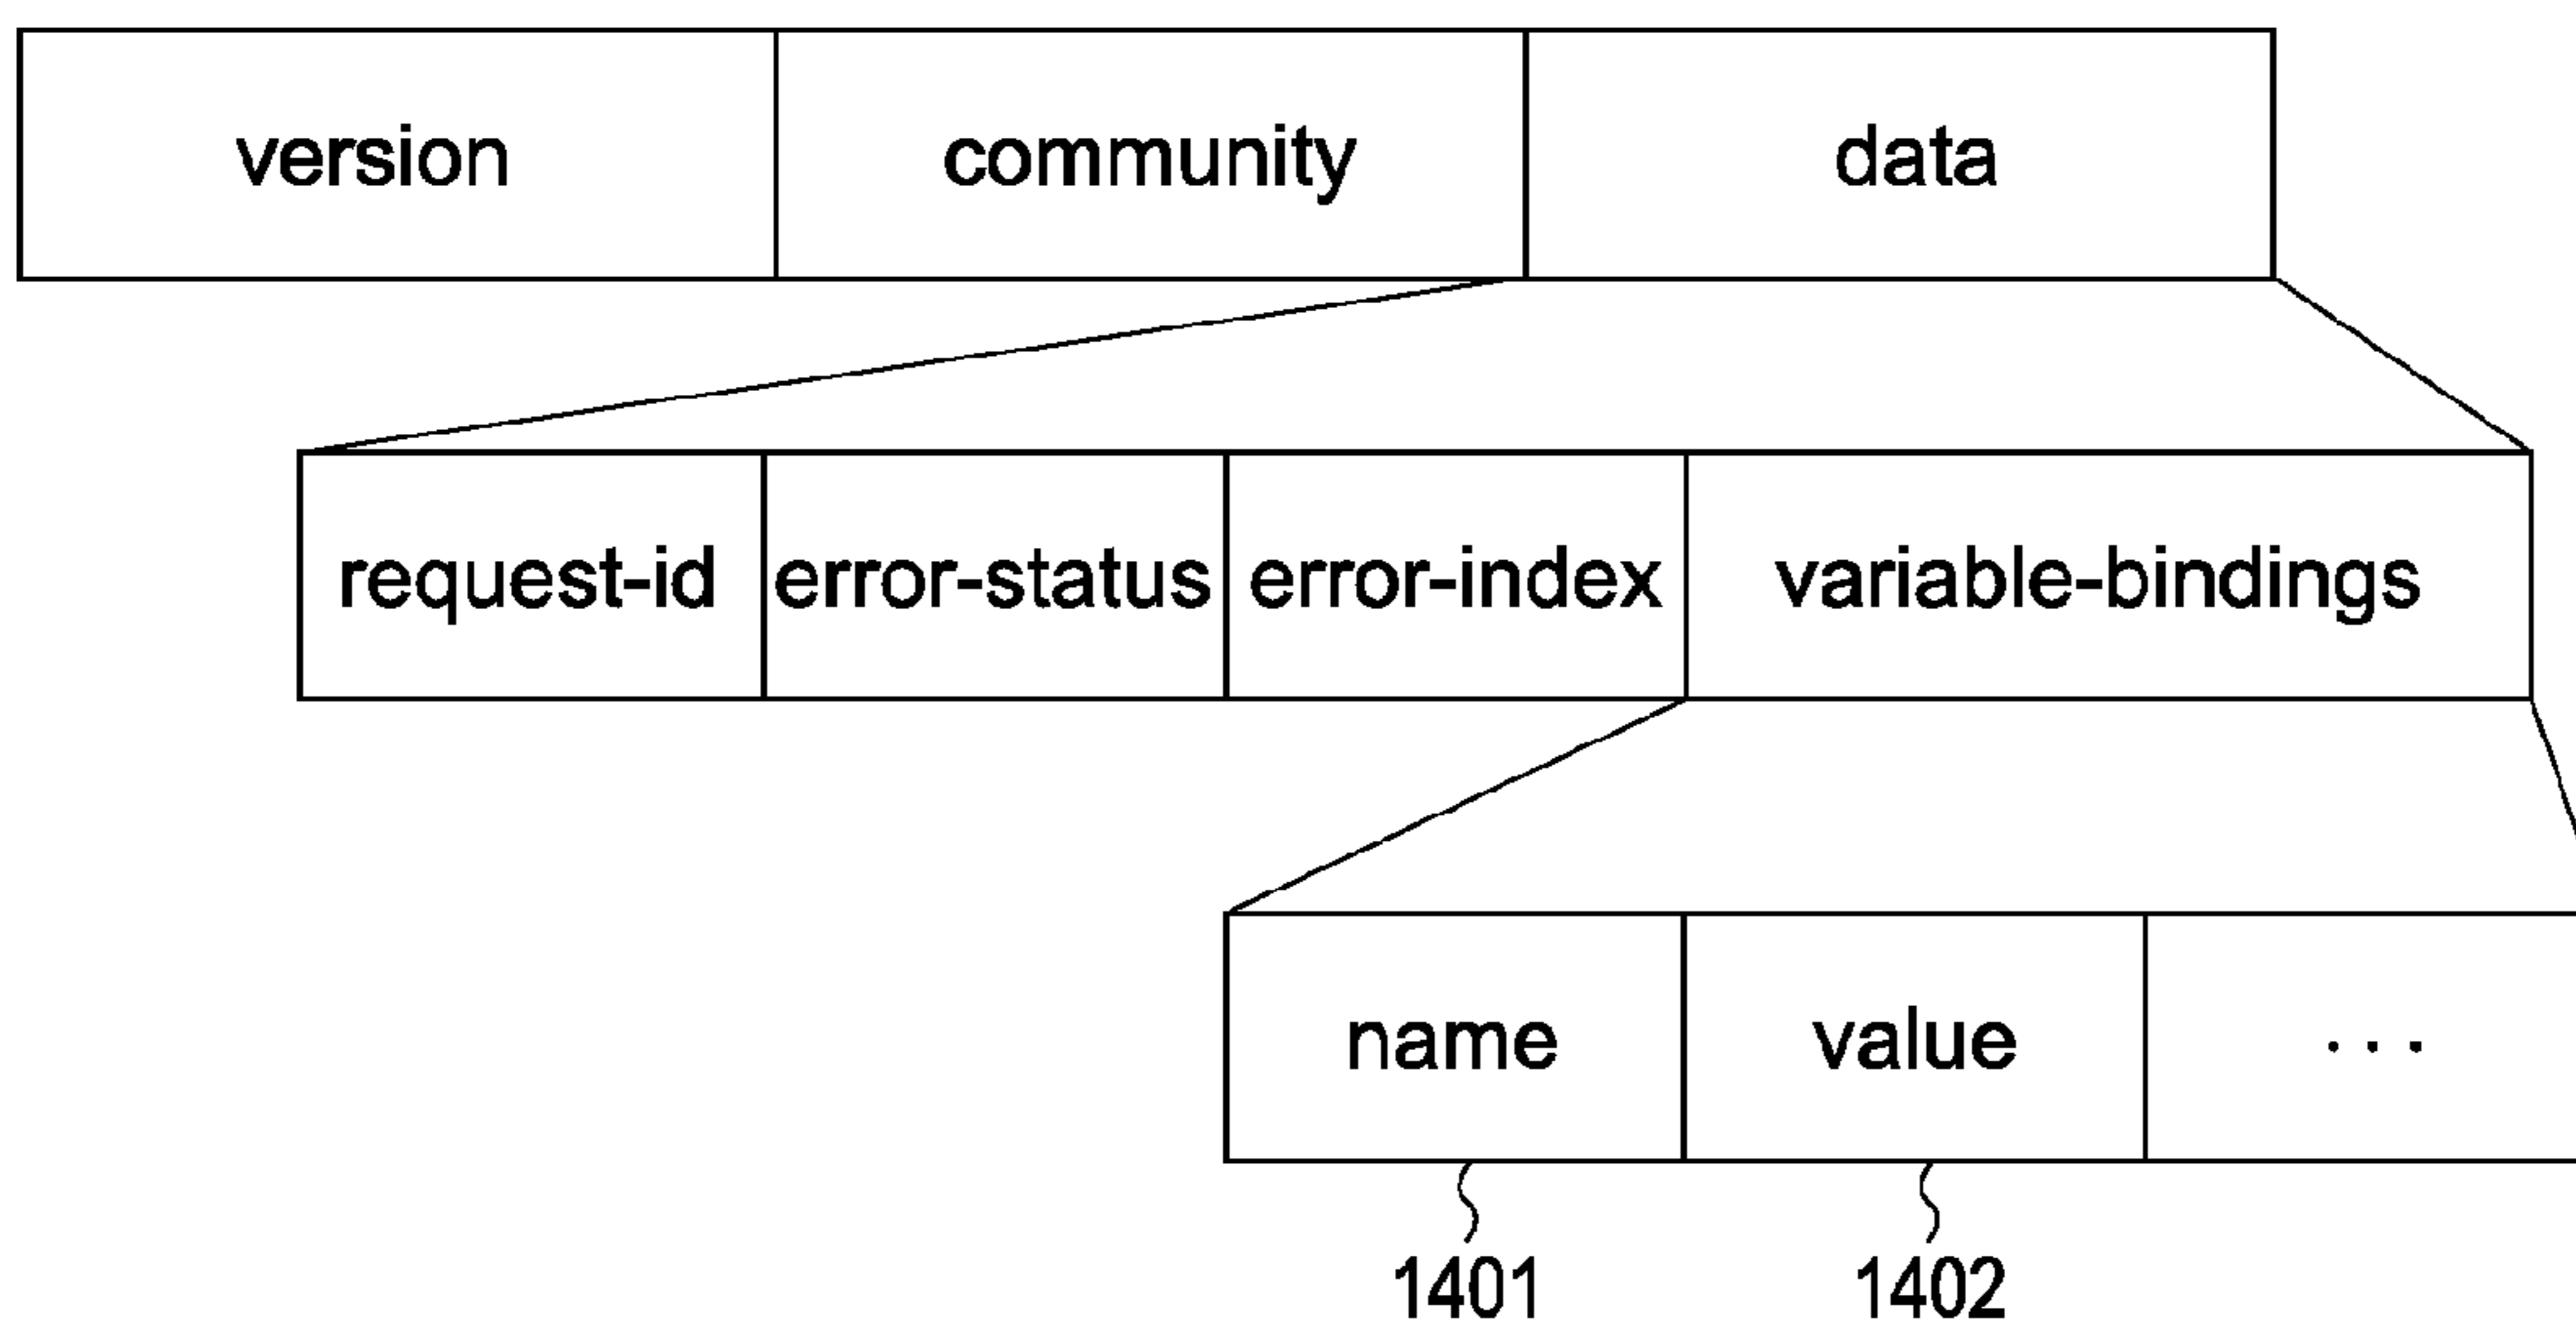 version community data
request-id error-status error-index variable-bindings
name value ...
1401 1402